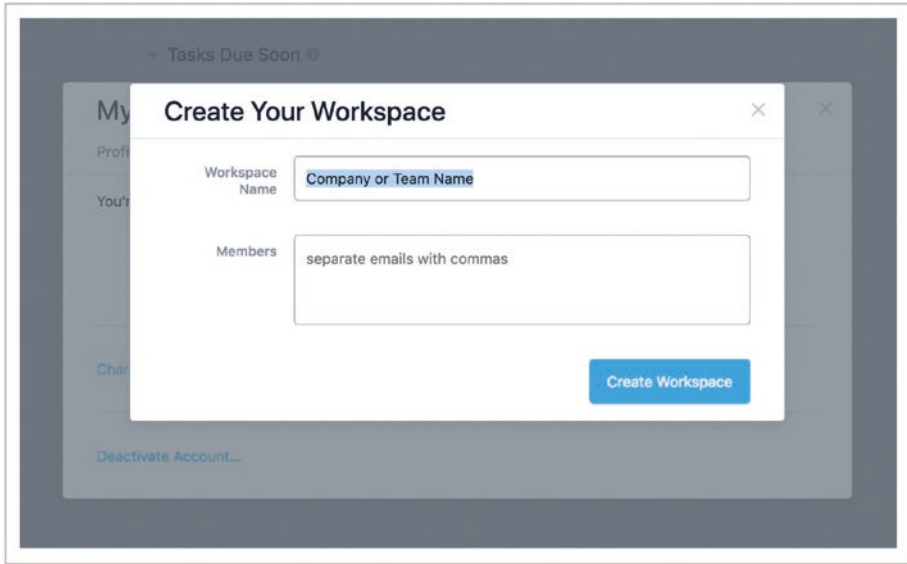 Tasks Due Soon
My
Create Your Workspace
Profi
Workspace
Name
Company or Team Name
You'r
Members
separate emails with commas
Char
Create Workspace
Deactivate Account...